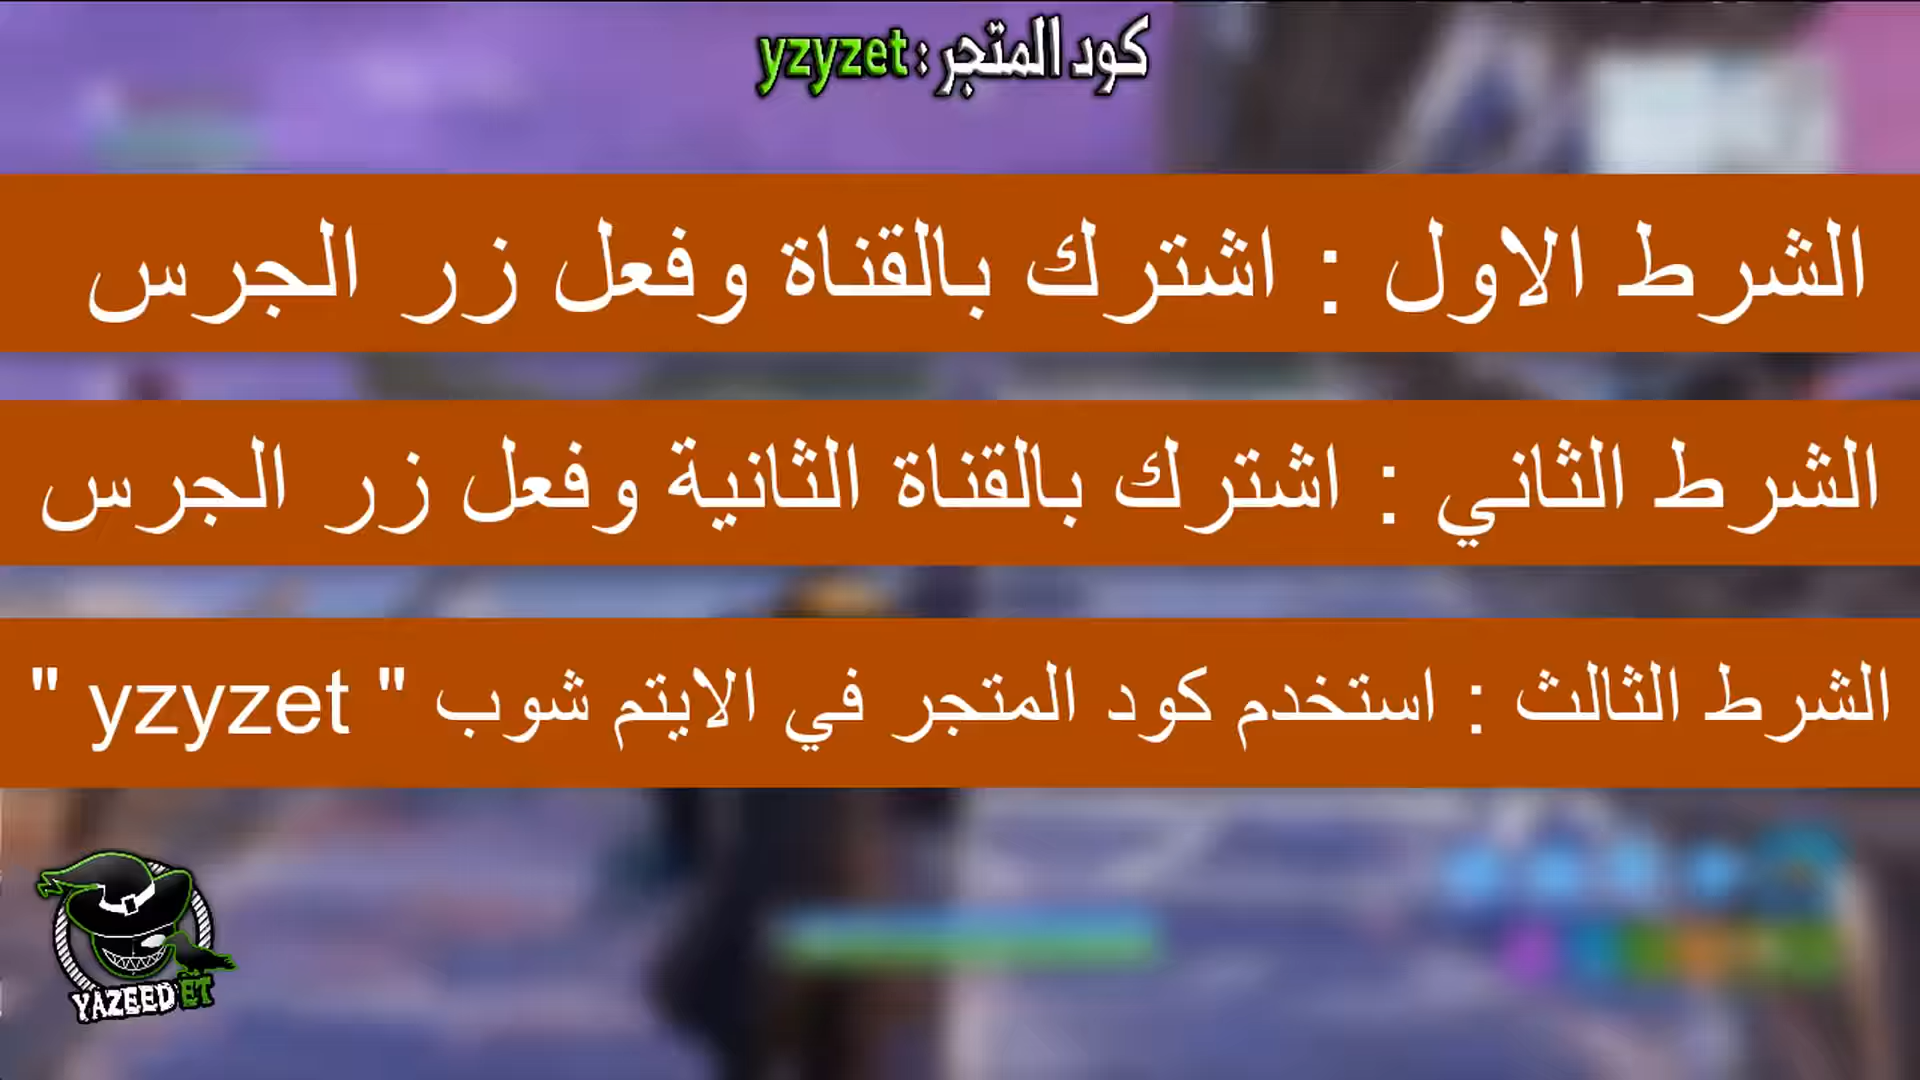 كود المتجر : yzyzet
الشرط الاول : اشترك بالقناة وفعل زر الجرس
الشرط الثاني : اشترك بالقناة الثانية وفعل زر الجرس
الشرط الثالث : استخدم كود المتجر في الايتم شوب " yzyzet "
YAZEED ET